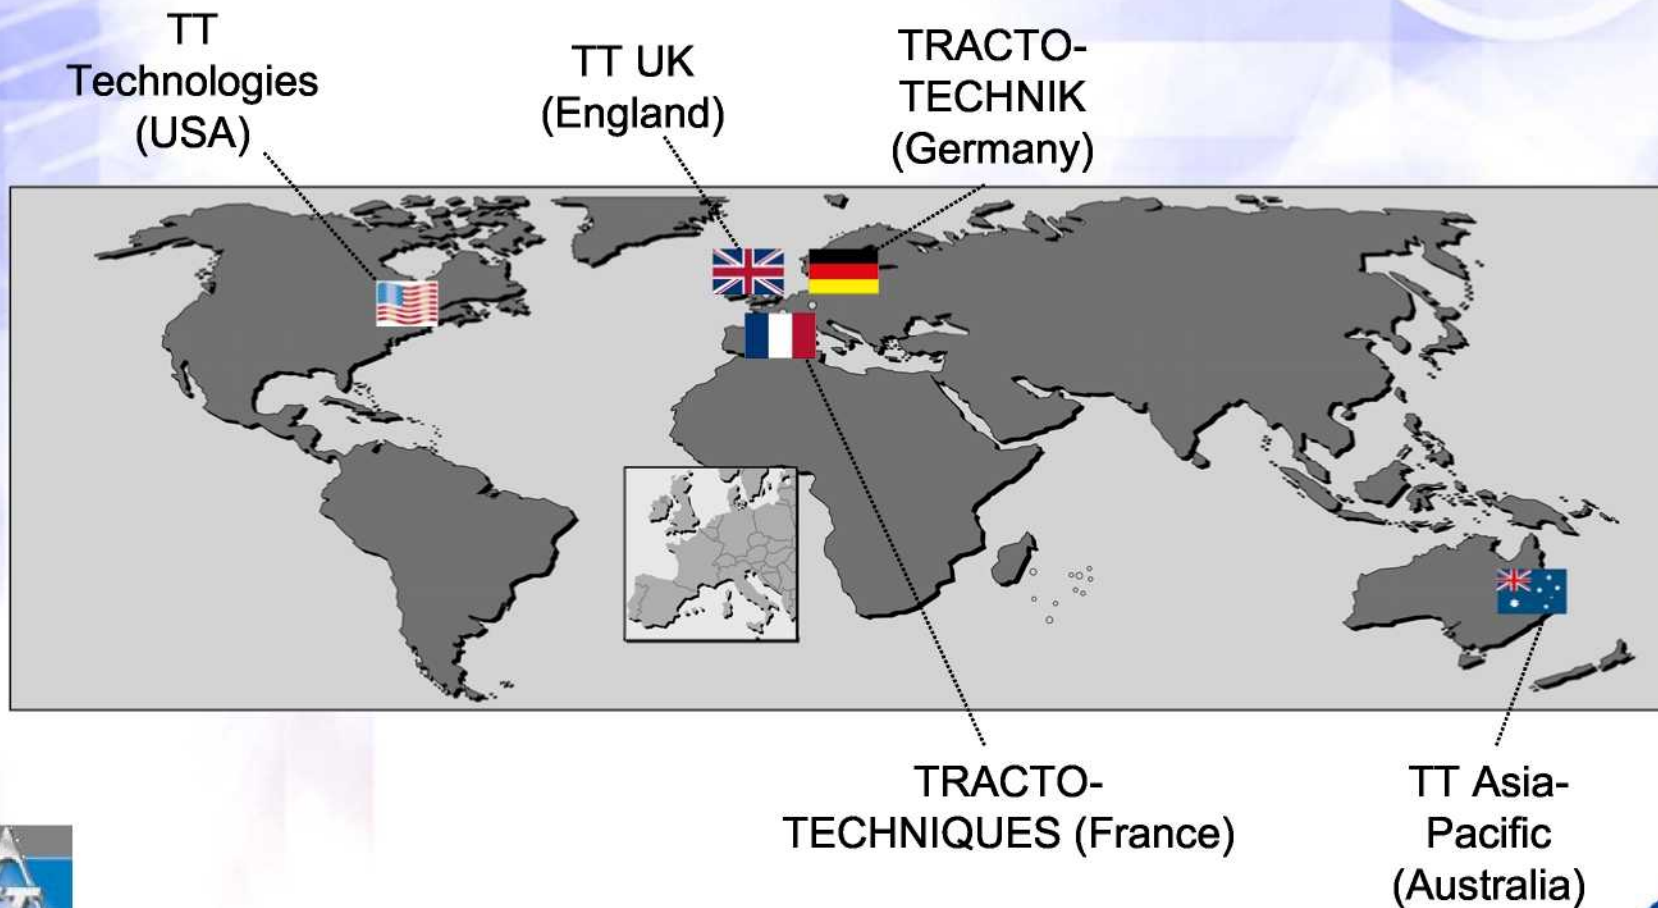 TT
Technologies
(USA)
TT UK
(England)
TRACTO-
TECHNIK
(Germany)
TRACTO-
TECHNIQUES (France)
TT Asia-
Pacific
(Australia)